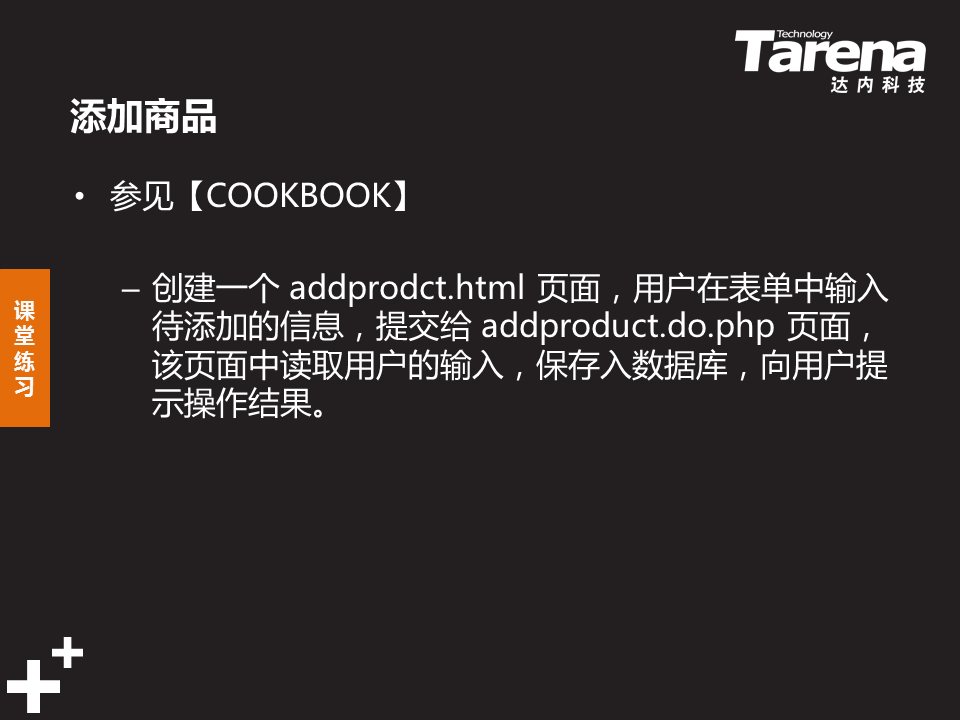 Technology
Tarena
达内科技
添加商品
• 参见【COOKBOOK】
– 创建一个 addprodct.html 页面，用户在表单中输入
待添加的信息，提交给 addproduct.do.php 页面，
该页面中读取用户的输入，保存入数据库，向用户提
示操作结果。
课
堂
练
习